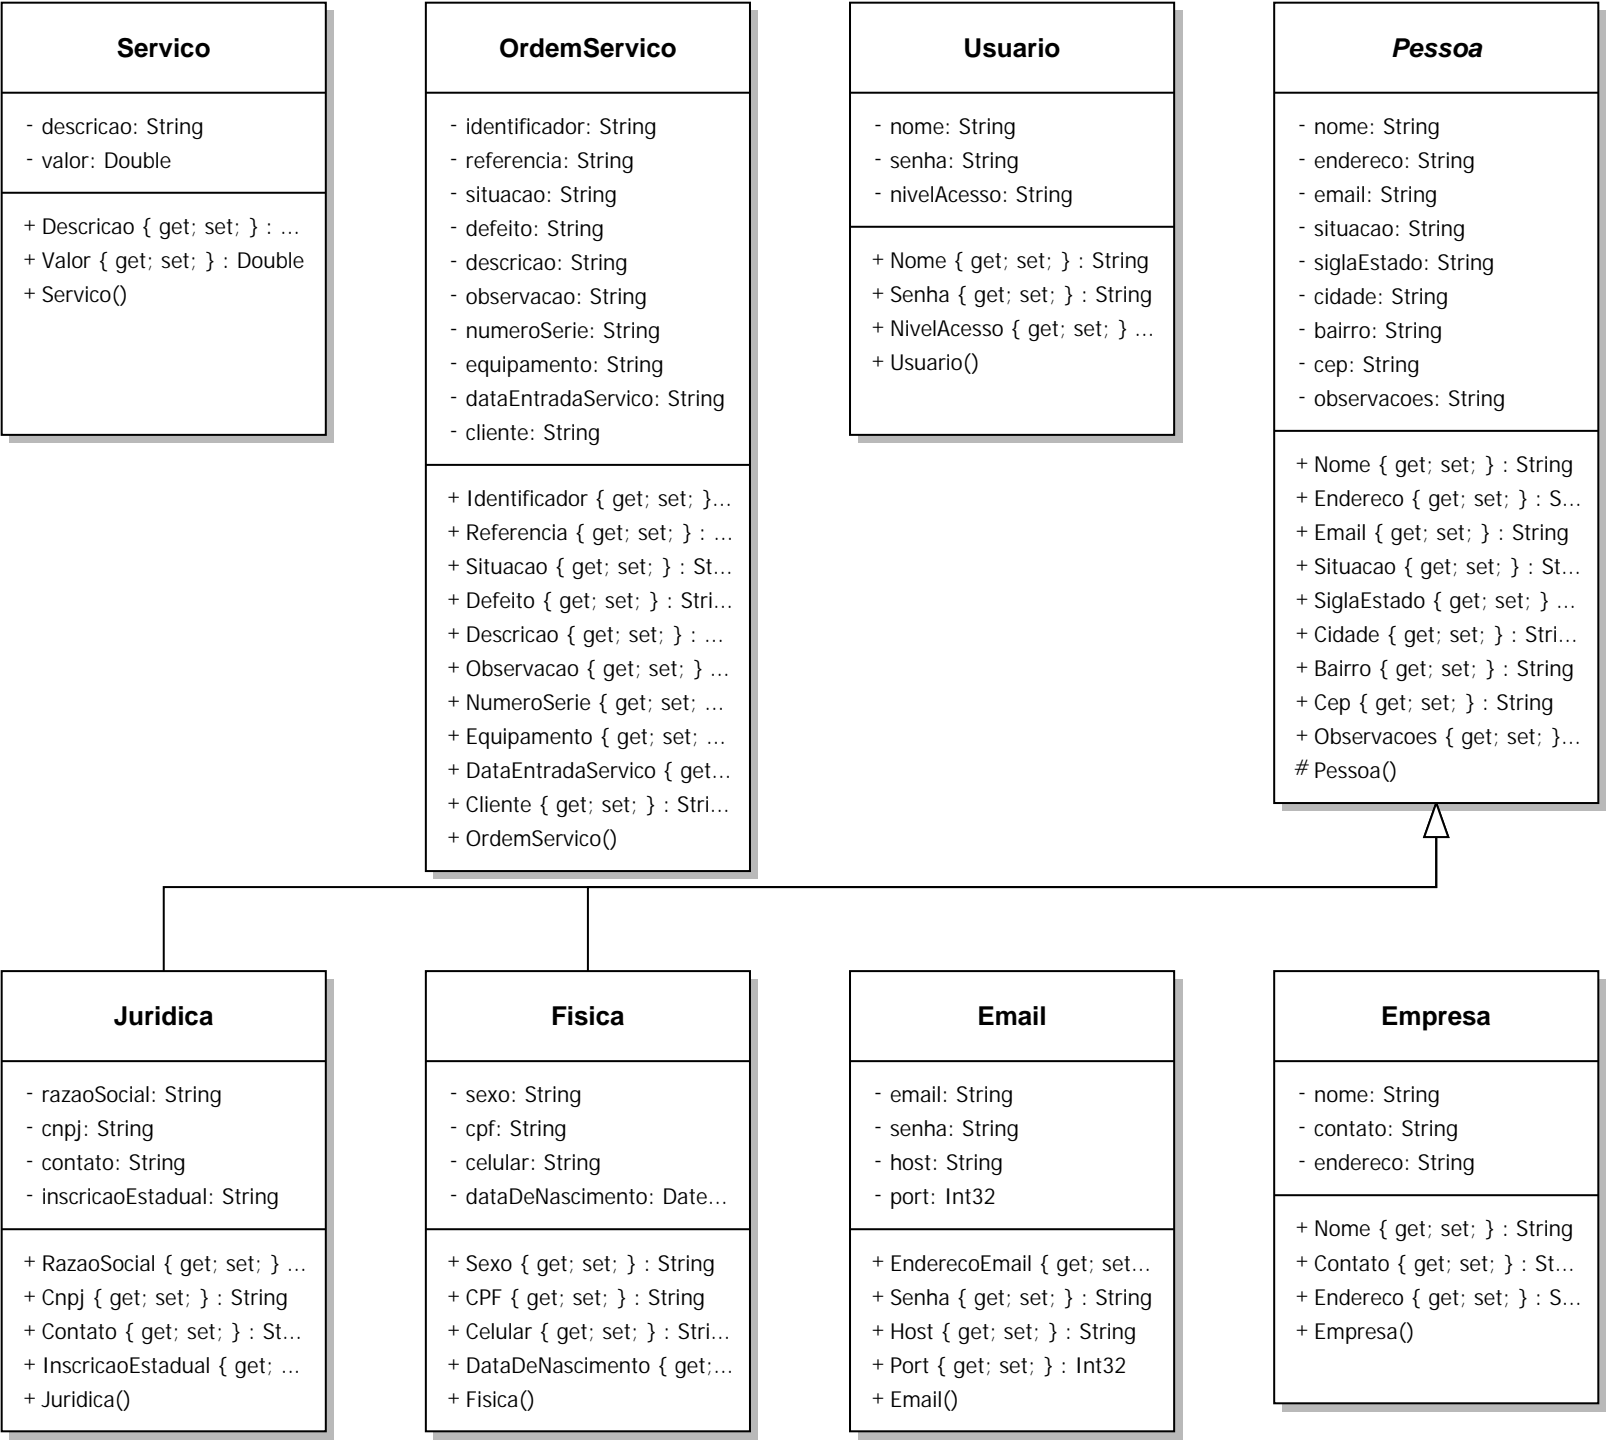 Servico
- descricao: String
- valor: Double
+ Descricao { get; set; } : ...
+ Valor { get; set; } : Double
+ Servico()
OrdemServico
- identificador: String
- referencia: String
- situacao: String
- defeito: String
- descricao: String
- observacao: String
- numeroSerie: String
- equipamento: String
- dataEntradaServico: String
- cliente: String
+ Identificador { get; set; }...
+ Referencia { get; set; } : ...
+ Situacao { get; set; } : St...
+ Defeito { get; set; } : Stri...
+ Descricao { get; set; } : ...
+ Observacao { get; set; } ...
+ NumeroSerie { get; set; ...
+ Equipamento { get; set; ...
+ DataEntradaServico { get...
+ Cliente { get; set; } : Stri...
+ OrdemServico()
Usuario
- nome: String
- senha: String
- nivelAcesso: String
+ Nome { get; set; } : String
+ Senha { get; set; } : String
+ NivelAcesso { get; set; } ...
+ Usuario()
Pessoa
- nome: String
- endereco: String
- email: String
- situacao: String
- siglaEstado: String
- cidade: String
- bairro: String
- cep: String
- observacoes: String
+ Nome { get; set; } : String
+ Endereco { get; set; } : S...
+ Email { get; set; } : String
+ Situacao { get; set; } : St...
+ SiglaEstado { get; set; } ...
+ Cidade { get; set; } : Stri...
+ Bairro { get; set; } : String
+ Cep { get; set; } : String
+ Observacoes { get; set; }...
# Pessoa()
Juridica
- razaoSocial: String
- cnpj: String
- contato: String
- inscricaoEstadual: String
+ RazaoSocial { get; set; } ...
+ Cnpj { get; set; } : String
+ Contato { get; set; } : St...
+ InscricaoEstadual { get; ...
+ Juridica()
Fisica
- sexo: String
- cpf: String
- celular: String
- dataDeNascimento: Date...
+ Sexo { get; set; } : String
+ CPF { get; set; } : String
+ Celular { get; set; } : Stri...
+ DataDeNascimento { get;...
+ Fisica()
Email
- email: String
- senha: String
- host: String
- port: Int32
+ EnderecoEmail { get; set...
+ Senha { get; set; } : String
+ Host { get; set; } : String
+ Port { get; set; } : Int32
+ Email()
Empresa
- nome: String
- contato: String
- endereco: String
+ Nome { get; set; } : String
+ Contato { get; set; } : St...
+ Endereco { get; set; } : S...
+ Empresa()